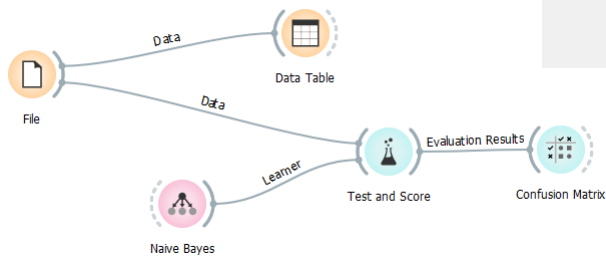 Data
Data Table
File
Data
Evaluation Results
Learner
Test and Score
Confusion Matrix
Naive Bayes